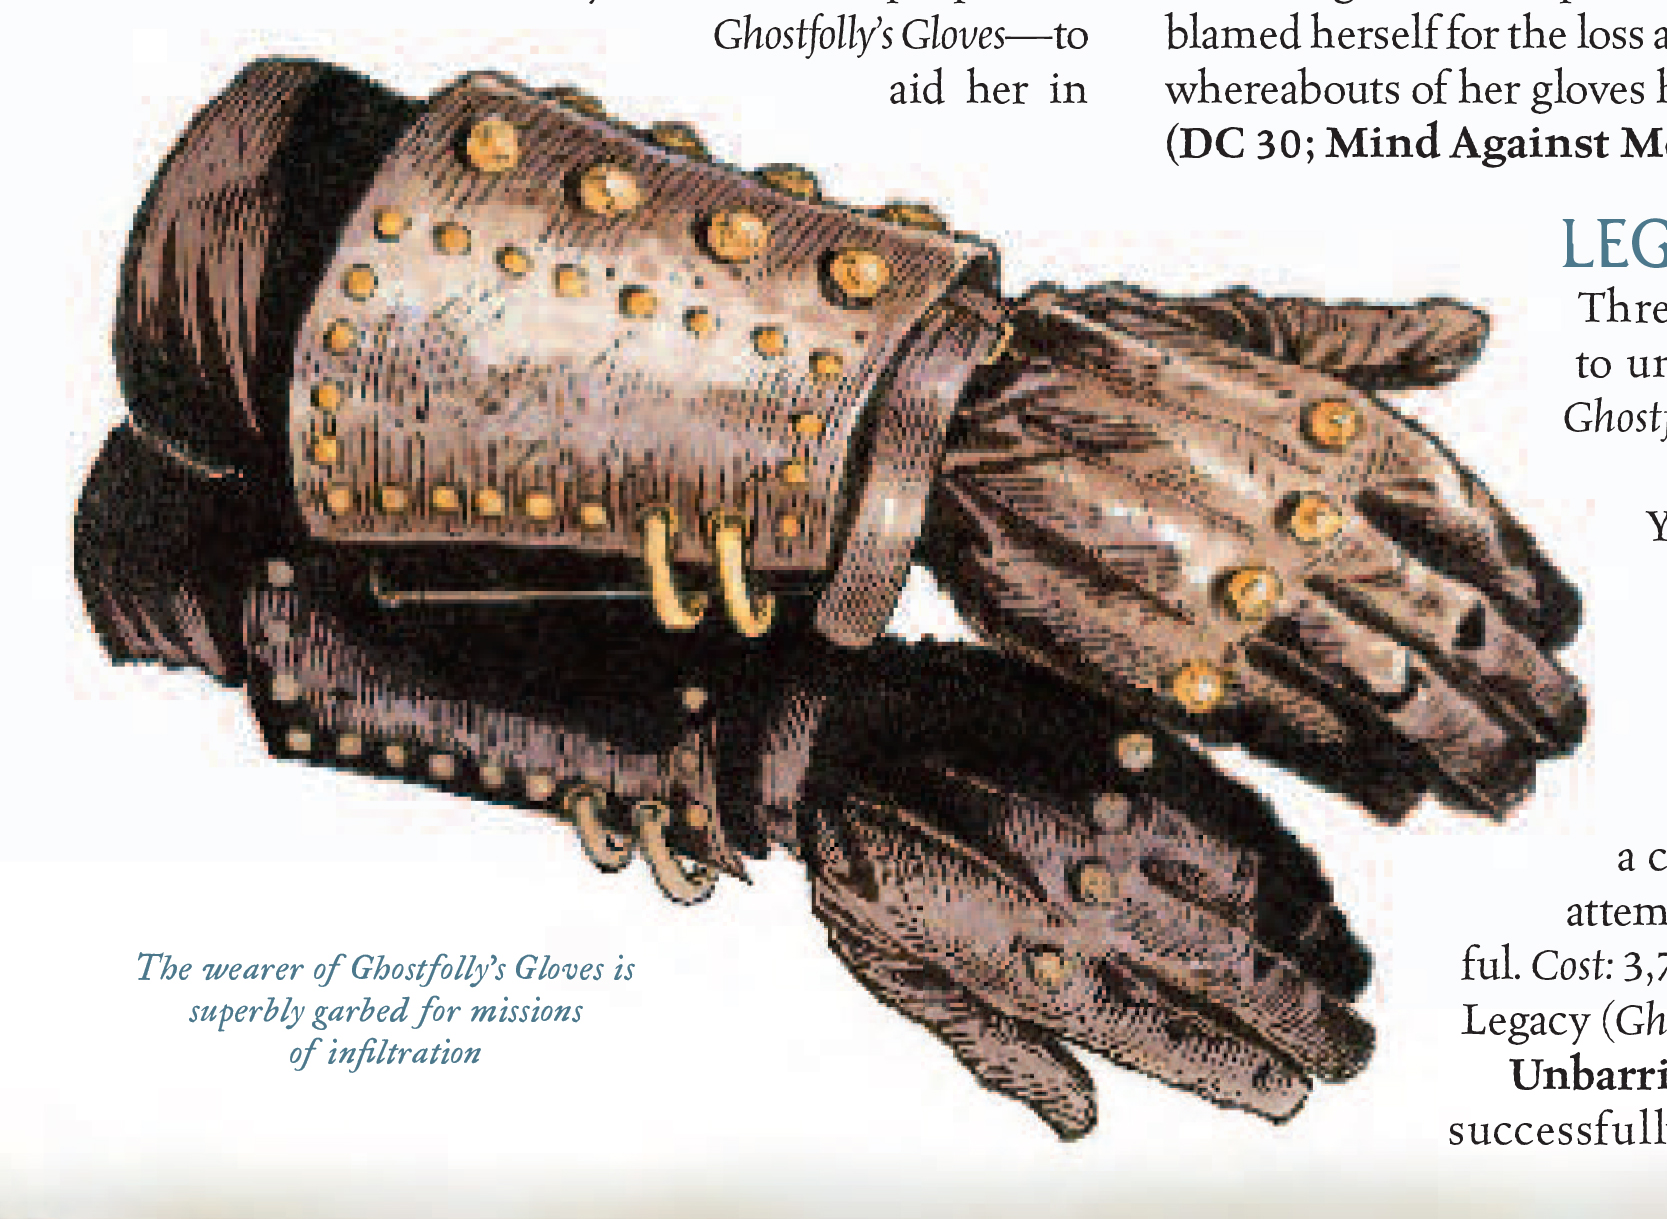 Ghostfolly's Gloves—to
aid her in
blamed herself for the loss a
whereabouts of her gloves
(DC 30; Mind Against
LEG
Thre
to un
Ghostf
Y
a c
attem
ful. Cost: 3,7
Legacy (Gh
Unbarri
successfull
The wearer of Ghostfolly's Gloves is
superbly garbed for missions
of infiltration